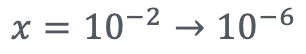 x = 10⁻² → 10⁻⁶